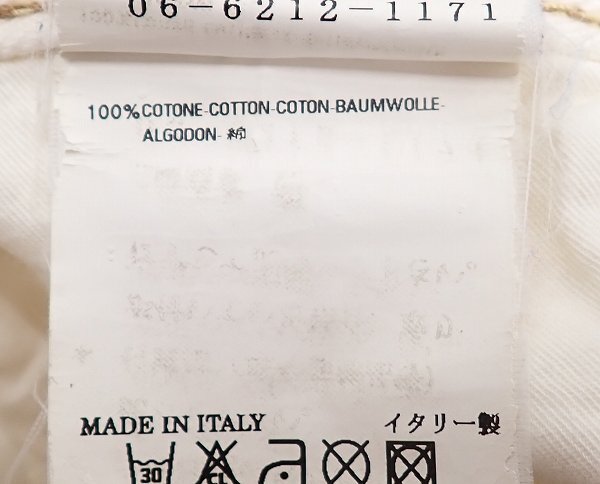 06-6212-1171
100%COTONE-COTTON-COTON-BAUMWOLLE-
ALGODON- 綿
MADE IN ITALY イタリー製
30 CL